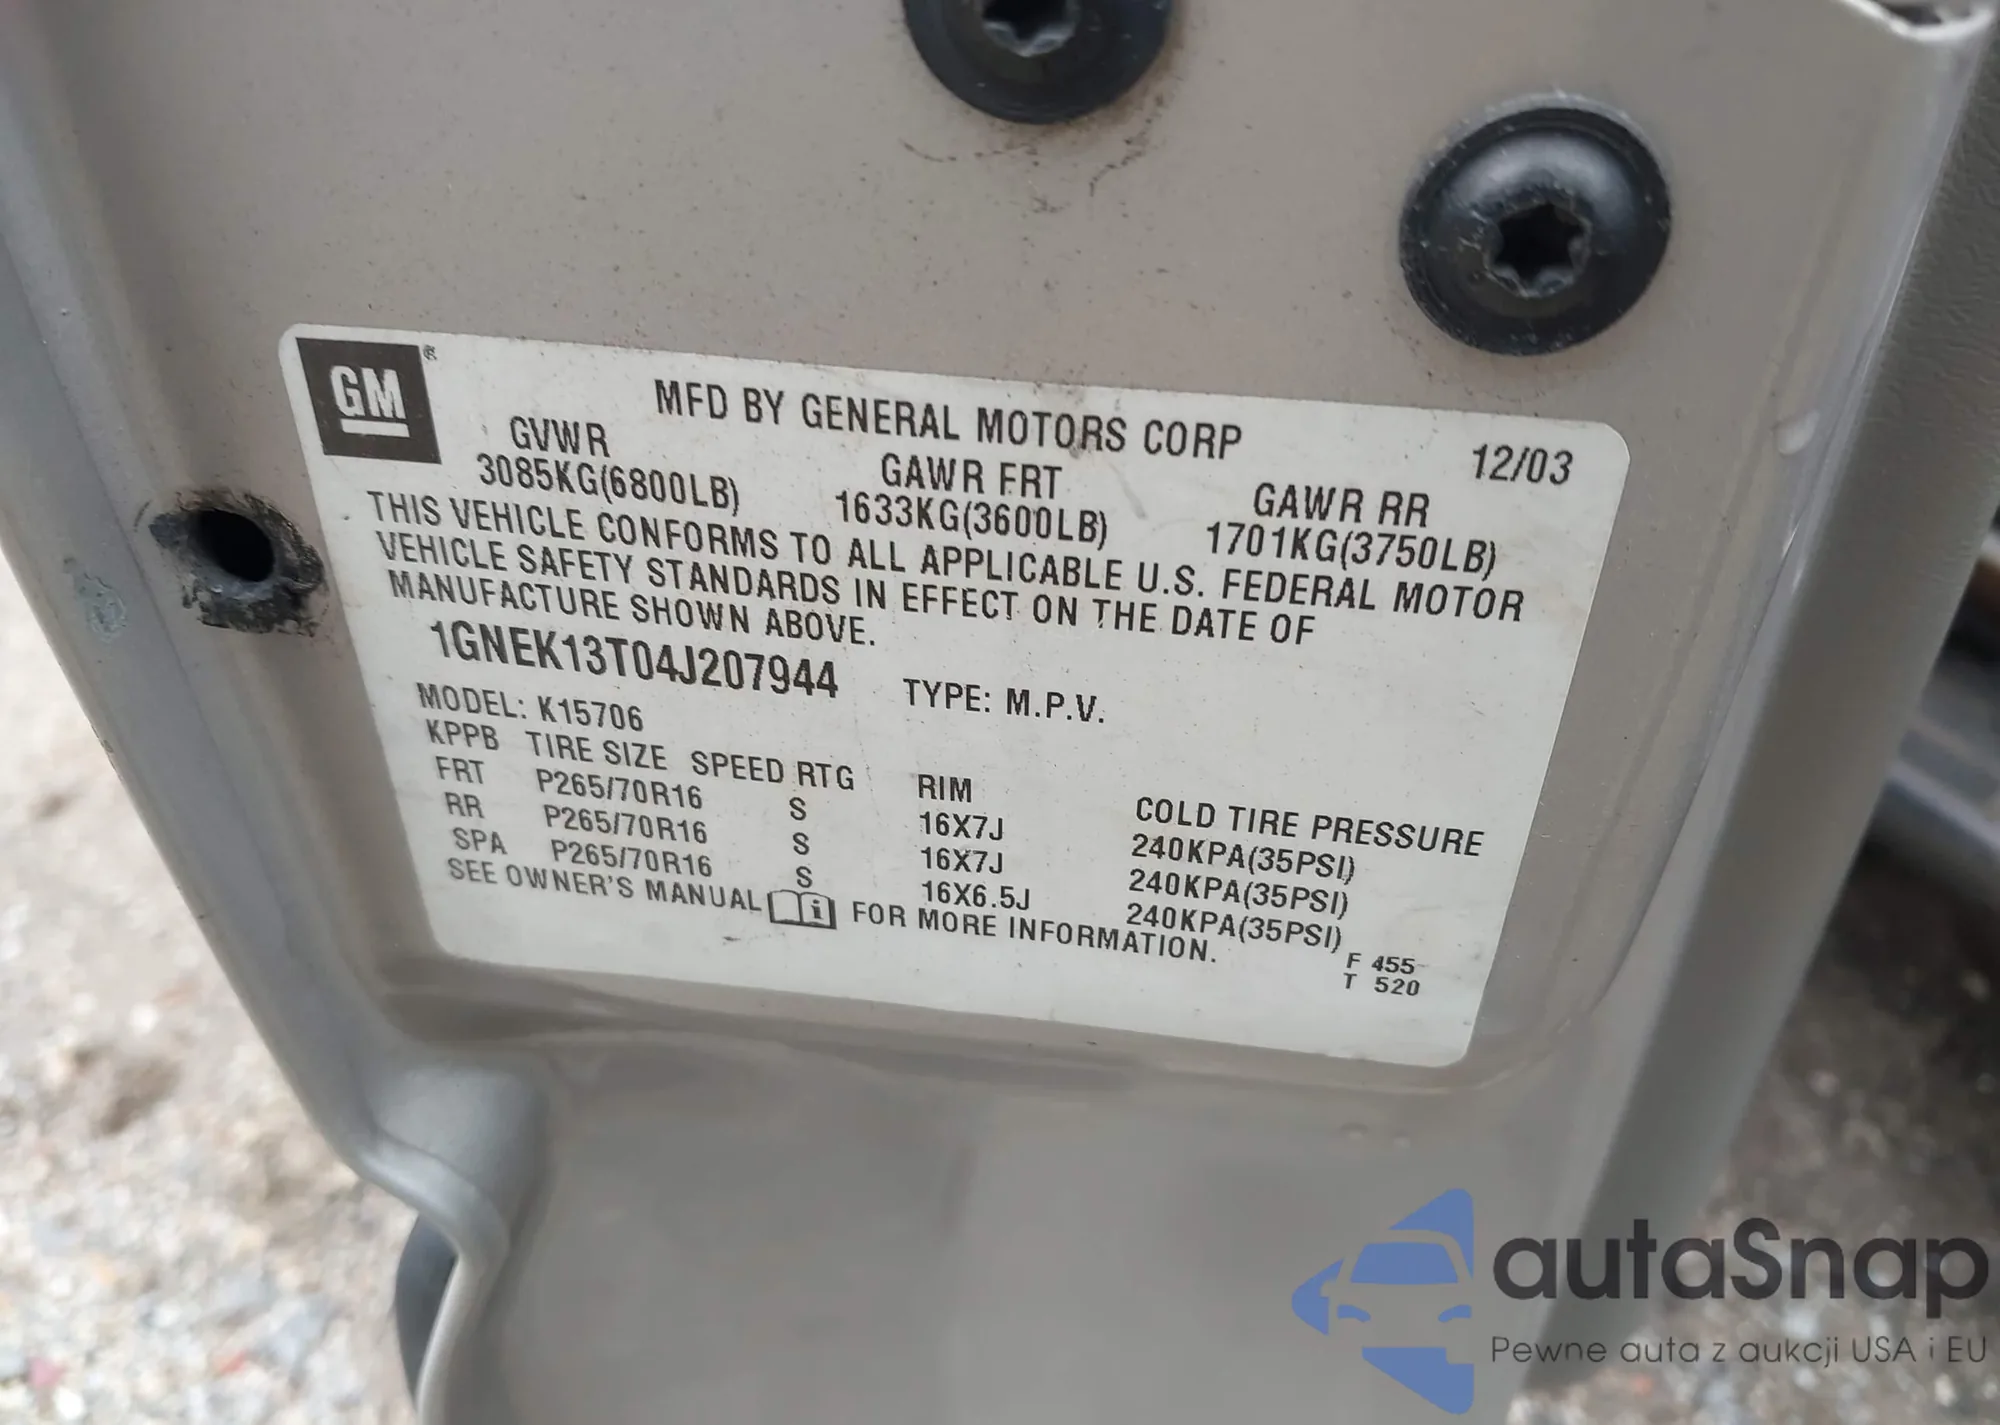 GM®
MFD BY GENERAL MOTORS CORP
12/03
GVWR GAWR FRT GAWR RR
3085KG(6800LB) 1633KG(3600LB) 1701KG(3750LB)
THIS VEHICLE CONFORMS TO ALL APPLICABLE U.S. FEDERAL MOTOR
VEHICLE SAFETY STANDARDS IN EFFECT ON THE DATE OF
MANUFACTURE SHOWN ABOVE.
1GNEK13T04J207944 TYPE: M.P.V.
MODEL: K15706
KPPB TIRE SIZE SPEED RTG RIM COLD TIRE PRESSURE
FRT P265/70R16 S 16X7J 240KPA(35PSI)
RR P265/70R16 S 16X7J 240KPA(35PSI)
SPA P265/70R16 S 16X6.5J 240KPA(35PSI)
SEE OWNER'S MANUAL i FOR MORE INFORMATION.
F 455
T 520
autaSnap
Pewne auta z aukcji USA i EU